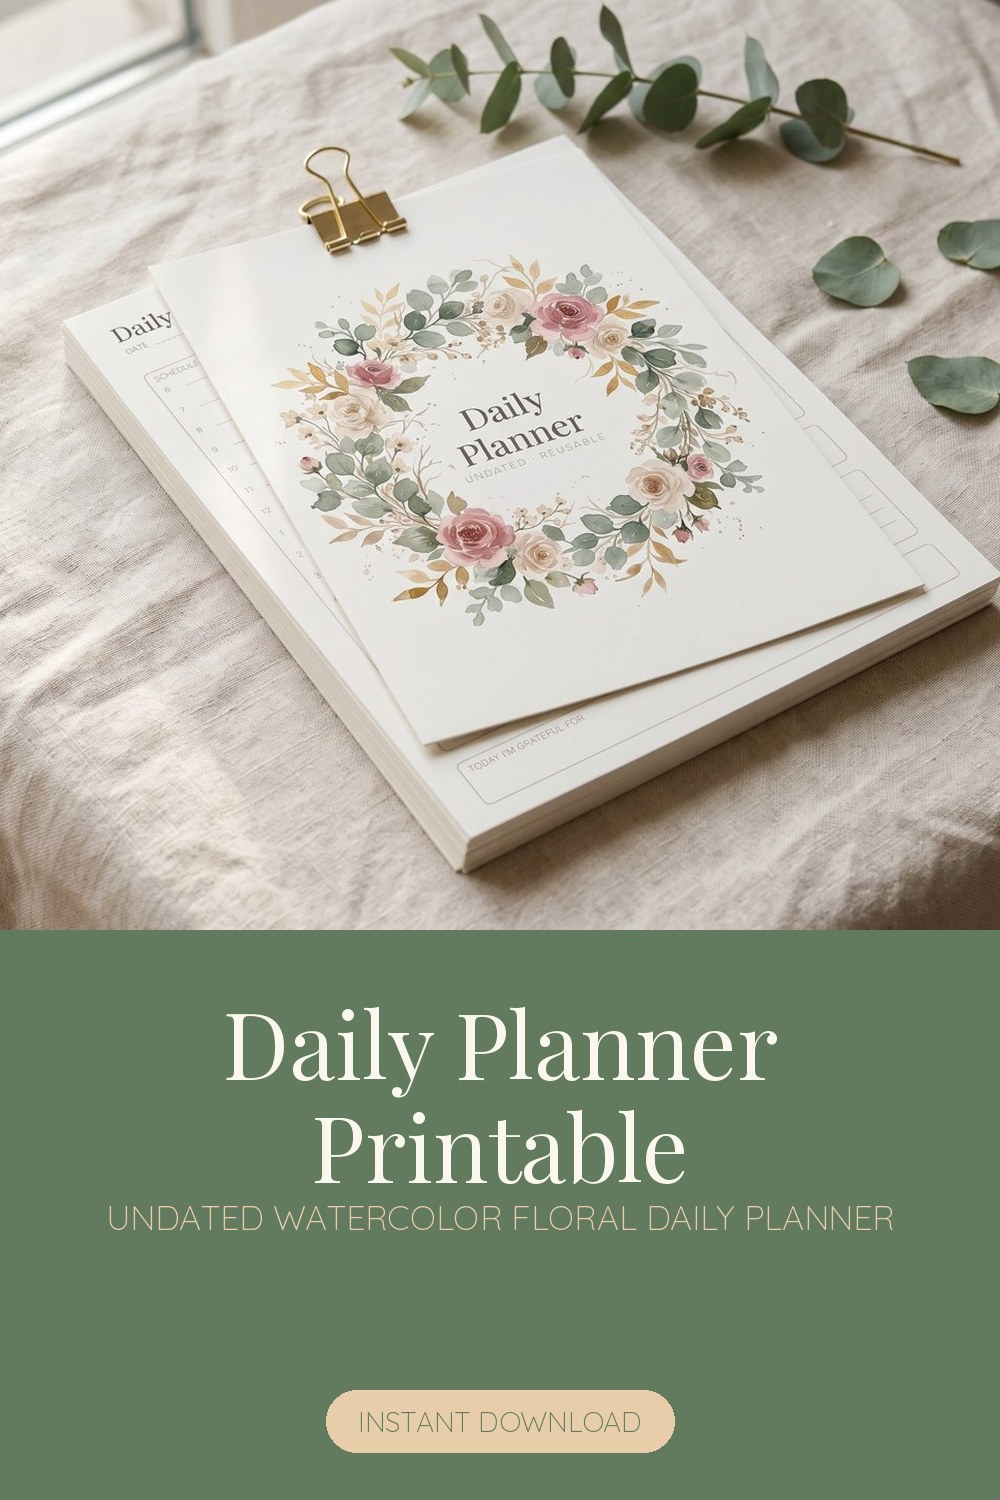 Daily
DATE
SCHEDULE
6
7
8
9
10
11
12
1
2
3
Daily
Planner
UNDATED · REUSABLE
TODAY I'M GRATEFUL FOR
Daily Planner
Printable
UNDATED WATERCOLOR FLORAL DAILY PLANNER
INSTANT DOWNLOAD